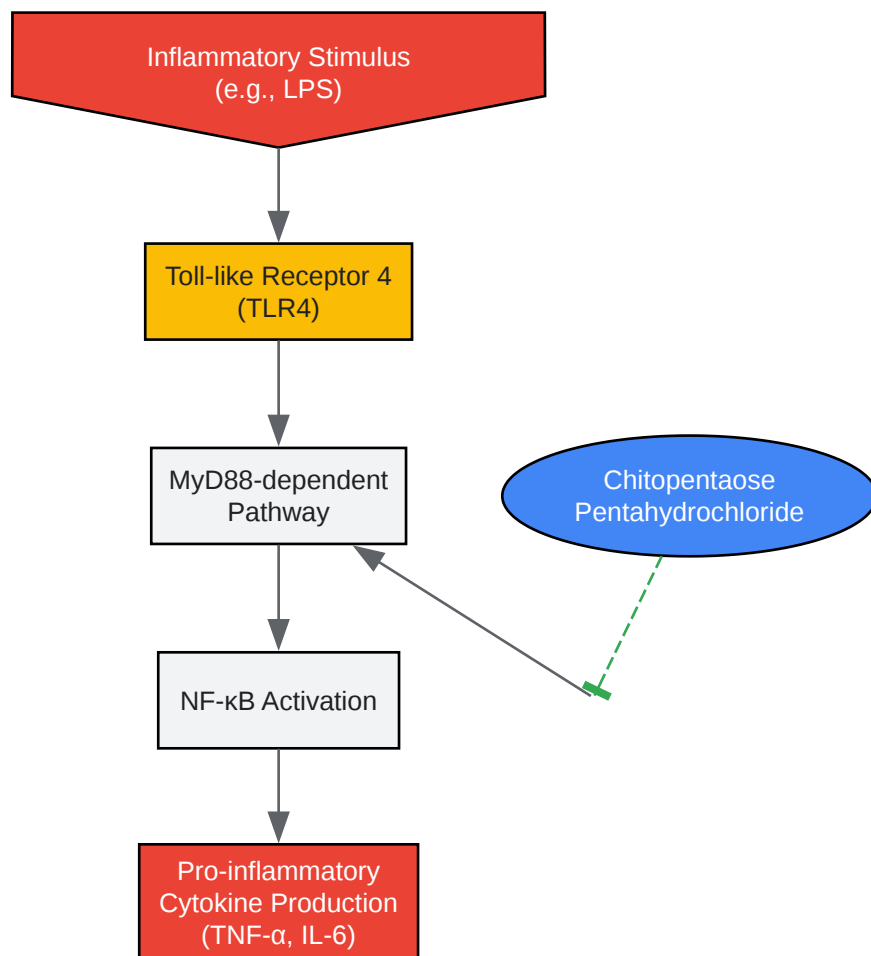 Inflammatory Stimulus
(e.g., LPS)
Toll-like Receptor 4
(TLR4)
MyD88-dependent
Pathway
Chitopentaose
Pentahydrochloride
NF-κB Activation
Pro-inflammatory
Cytokine Production
(TNF-α, IL-6)